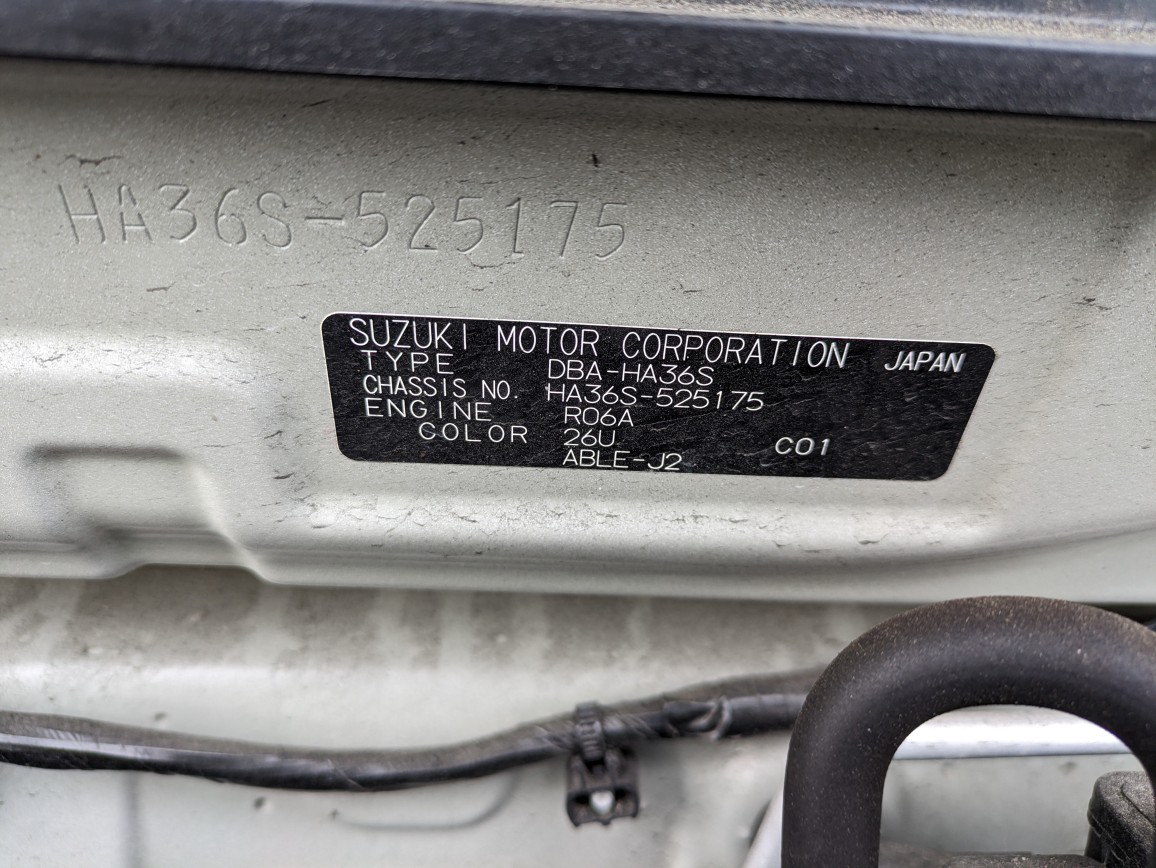 HA36S-525175
SUZUKI MOTOR CORPORATION JAPAN
TYPE DBA-HA36S
CHASSIS NO. HA36S-525175
ENGINE R06A
COLOR 26U C01
ABLE-J2